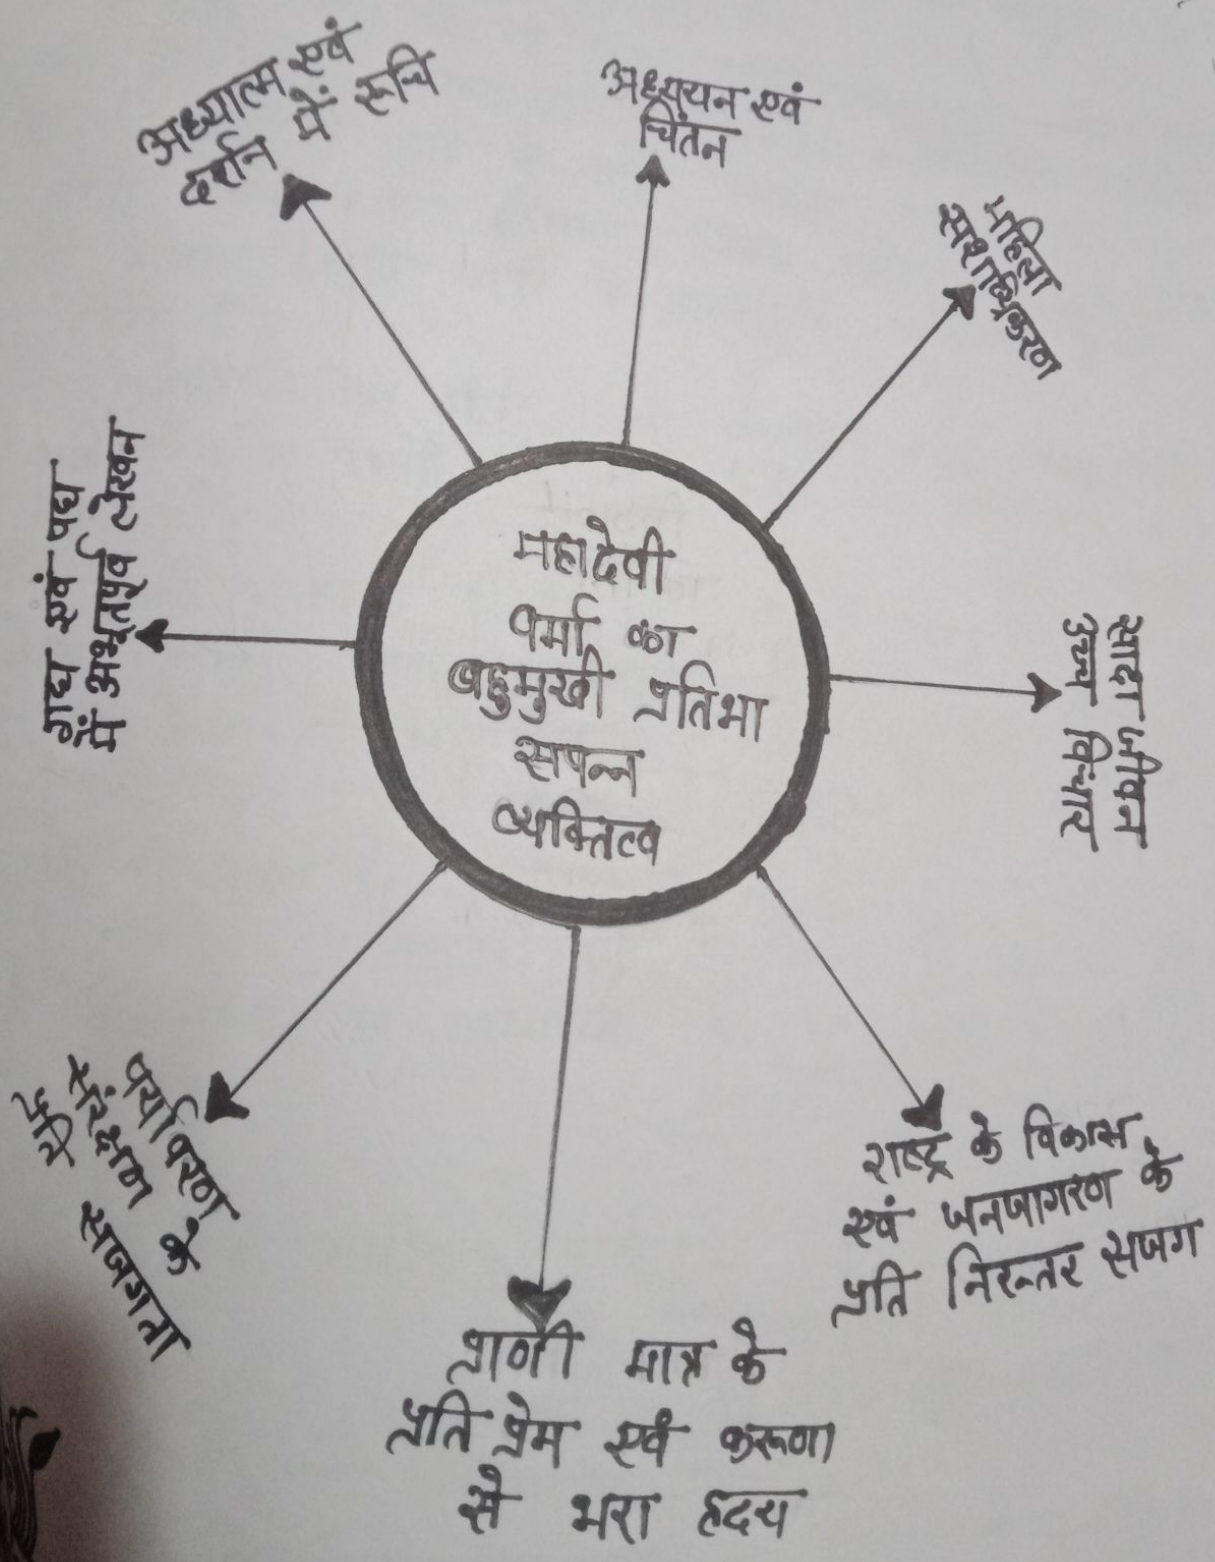 महादेवी
वर्मा का
बहुमुखी प्रतिभा
सपन्न
व्यक्तित्व
अध्ययन एवं
चिंतन
महिला
सशक्तिकरण
सादा जीवन
उच्च विचार
राष्ट्र के विकास
एवं जनजागरण के
प्रति निरन्तर सजग
प्राणी मात्र के
प्रति प्रेम एवं करूणा
से भरा हृदय
पर्यावरण
संरक्षण के
प्रति सजगता
गद्य एवं पद्य
में अभूतपूर्व लेखन
अध्यात्म एवं
दर्शन में रूचि